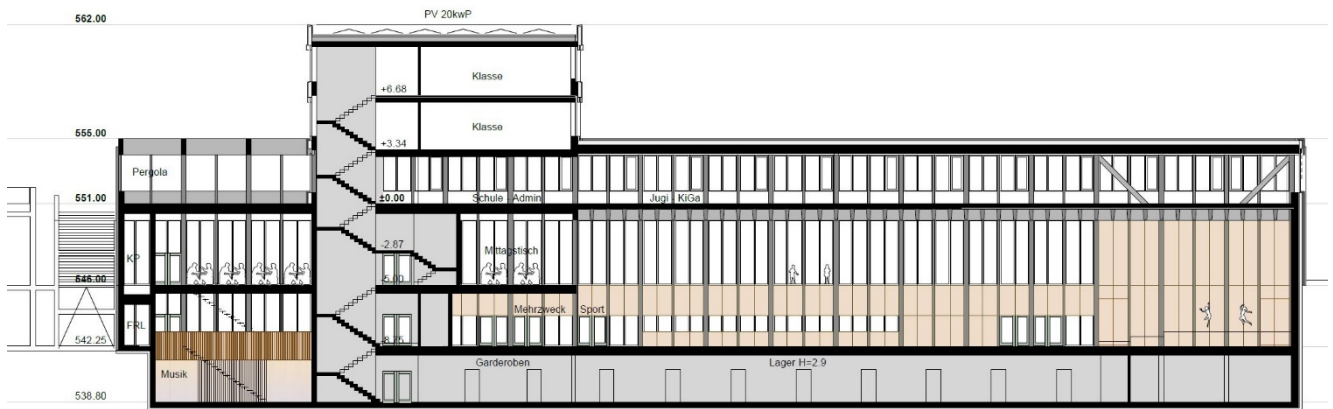 PV 20kwP
562.00
Klasse
+6.68
Klasse
555.00
+3.34
Pergola
551.00
±0.00
Schule - Admin
Jugi - KiGa
-2.87
Mittagstisch
KP
546.00
-5.00
Mehrzweck
Sport
FRL
542.25
-8.75
Garderoben
Lager H=2.9
Musik
538.80